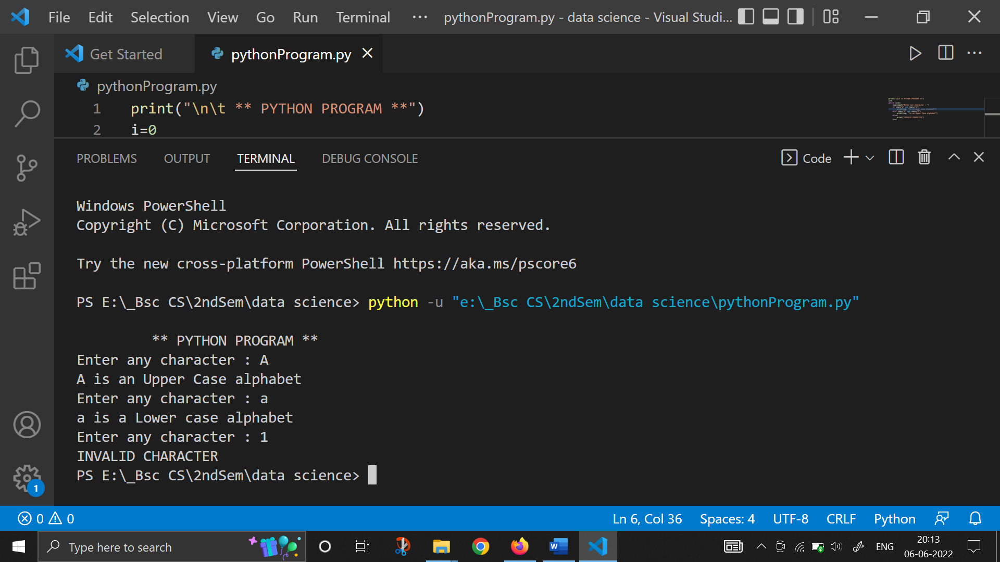 File Edit Selection View Go Run Terminal ··· pythonProgram.py - data science - Visual Studi...
Get Started pythonProgram.py
pythonProgram.py
1 print("\n\t ** PYTHON PROGRAM **")
2 i=0
PROBLEMS OUTPUT TERMINAL DEBUG CONSOLE Code
Windows PowerShell
Copyright (C) Microsoft Corporation. All rights reserved.
Try the new cross-platform PowerShell https://aka.ms/pscore6
PS E:\_Bsc CS\2ndSem\data science> python -u "e:\_Bsc CS\2ndSem\data science\pythonProgram.py"
** PYTHON PROGRAM **
Enter any character : A
A is an Upper Case alphabet
Enter any character : a
a is a Lower case alphabet
Enter any character : 1
INVALID CHARACTER
PS E:\_Bsc CS\2ndSem\data science>
1
0 0 Ln 6, Col 36 Spaces: 4 UTF-8 CRLF Python
Type here to search W ENG 20:13
06-06-2022